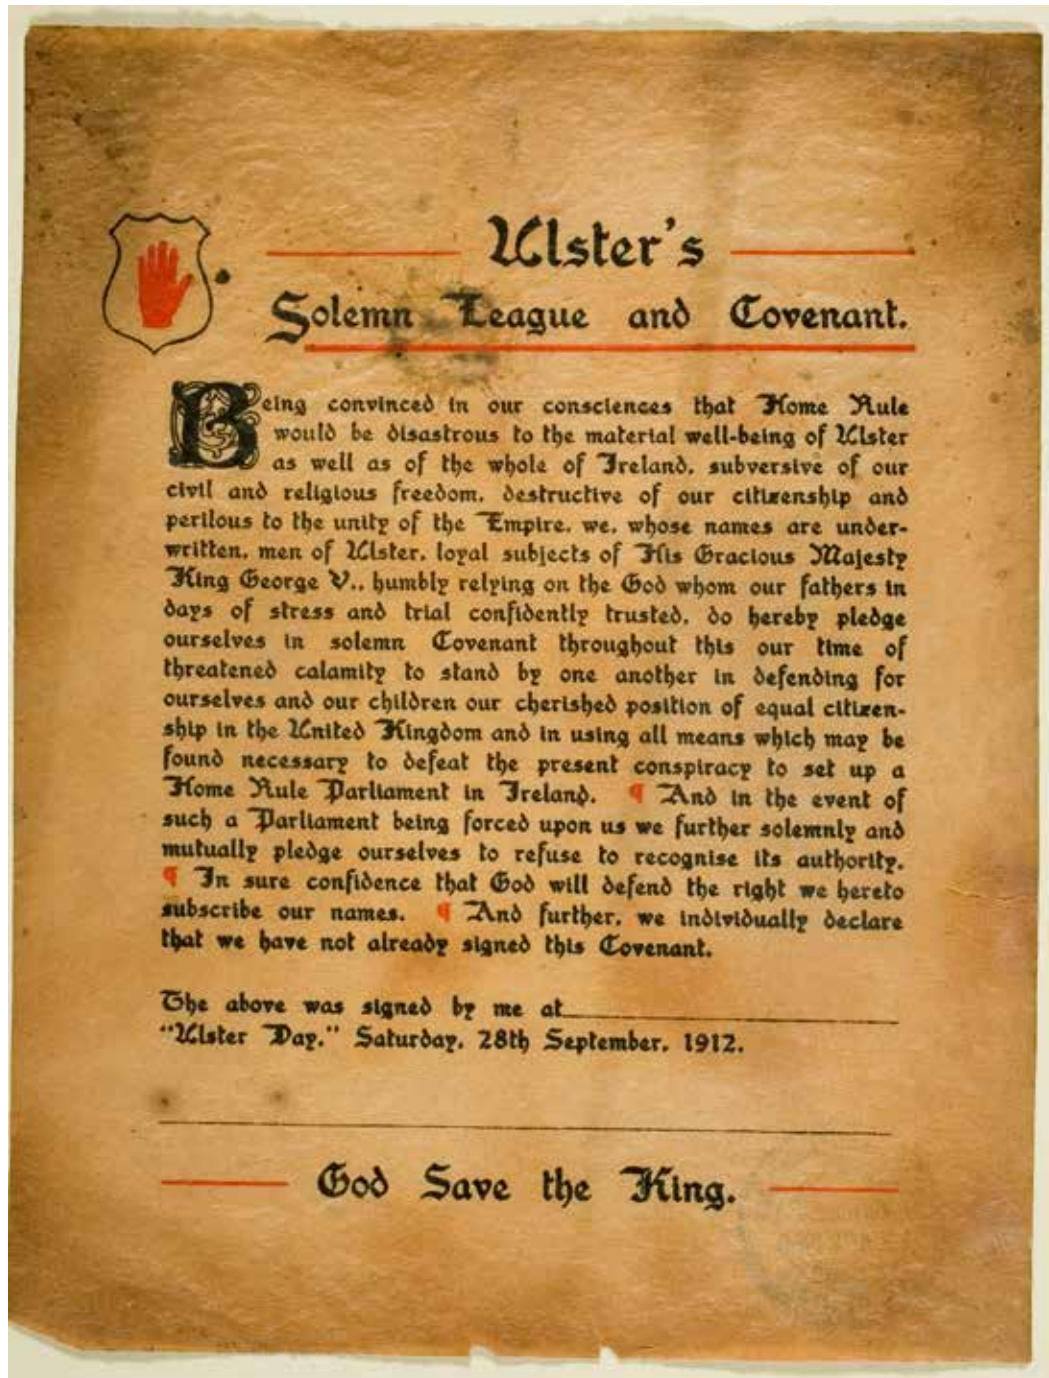 Ulster's
Solemn League and Covenant.
Being convinced in our consciences that Home Rule
would be disastrous to the material well-being of Ulster
as well as of the whole of Ireland, subversive of our
civil and religious freedom, destructive of our citizenship and
perilous to the unity of the Empire, we, whose names are under-
written, men of Ulster, loyal subjects of His Gracious Majesty
King George V., humbly relying on the God whom our fathers in
days of stress and trial confidently trusted, do hereby pledge
ourselves in solemn Covenant throughout this our time of
threatened calamity to stand by one another in defending for
ourselves and our children our cherished position of equal citizen-
ship in the United Kingdom and in using all means which may be
found necessary to defeat the present conspiracy to set up a
Home Rule Parliament in Ireland. ¶ And in the event of
such a Parliament being forced upon us we further solemnly and
mutually pledge ourselves to refuse to recognise its authority.
¶ In sure confidence that God will defend the right we hereto
subscribe our names. ¶ And further, we individually declare
that we have not already signed this Covenant.
The above was signed by me at
"Ulster Day," Saturday, 28th September, 1912.
God Save the King.